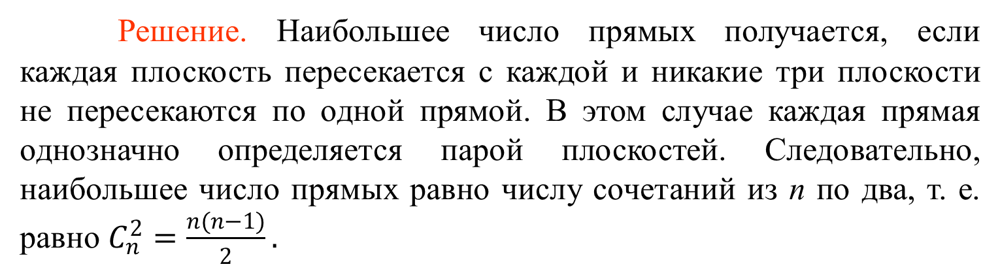 Решение. Наибольшее число прямых получается, если
каждая плоскость пересекается с каждой и никакие три плоскости
не пересекаются по одной прямой. В этом случае каждая прямая
однозначно определяется парой плоскостей. Следовательно,
наибольшее число прямых равно числу сочетаний из n по два, т. е.
равно $C_n^2 = \frac{n(n-1)}{2}$.